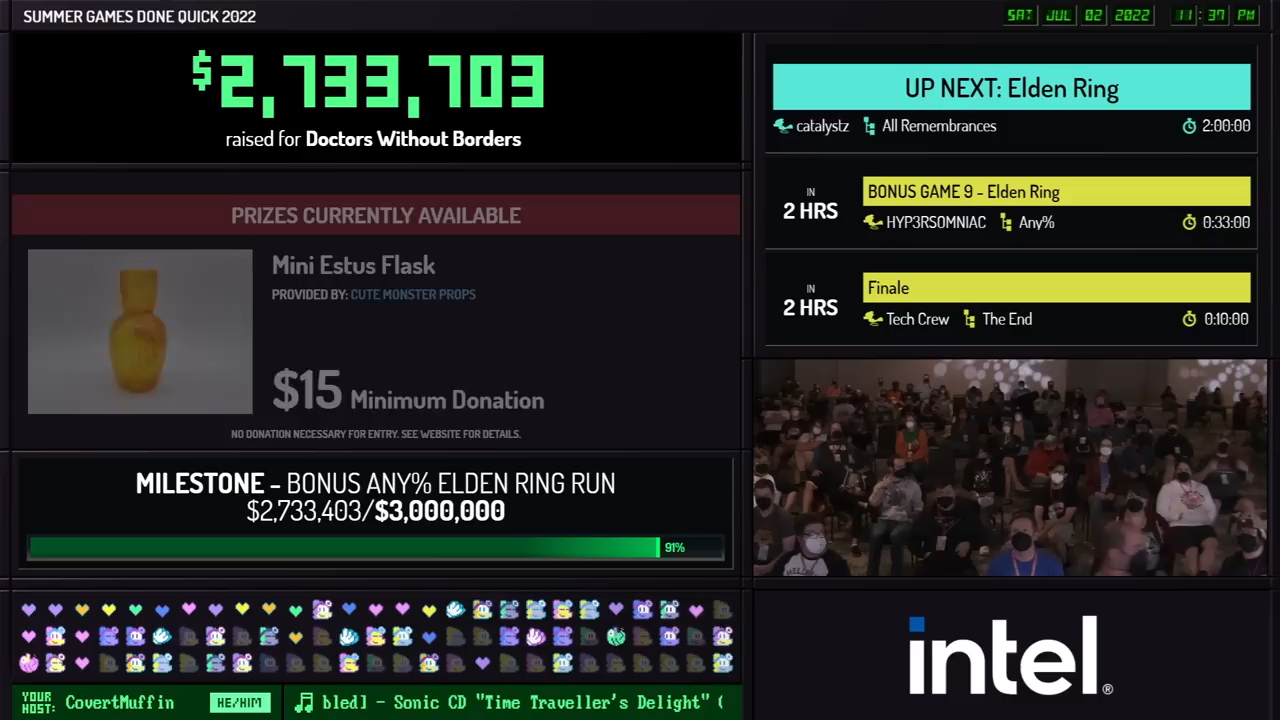 SUMMER GAMES DONE QUICK 2022
SAT JUL 02 2022 11:37 PM
$2,733,703
raised for Doctors Without Borders
PRIZES CURRENTLY AVAILABLE
Mini Estus Flask
PROVIDED BY: CUTE MONSTER PROPS
$15 Minimum Donation
NO DONATION NECESSARY FOR ENTRY. SEE WEBSITE FOR DETAILS.
MILESTONE - BONUS ANY% ELDEN RING RUN
$2,733,403/$3,000,000
91%
UP NEXT: Elden Ring
catalystz All Remembrances 2:00:00
IN 2 HRS
BONUS GAME 9 - Elden Ring
HYP3RSOMNIAC Any% 0:33:00
IN 2 HRS
Finale
Tech Crew The End 0:10:00
intel®
YOUR HOST: CovertMuffin HE/HIM
bled] - Sonic CD "Time Traveller's Delight" (